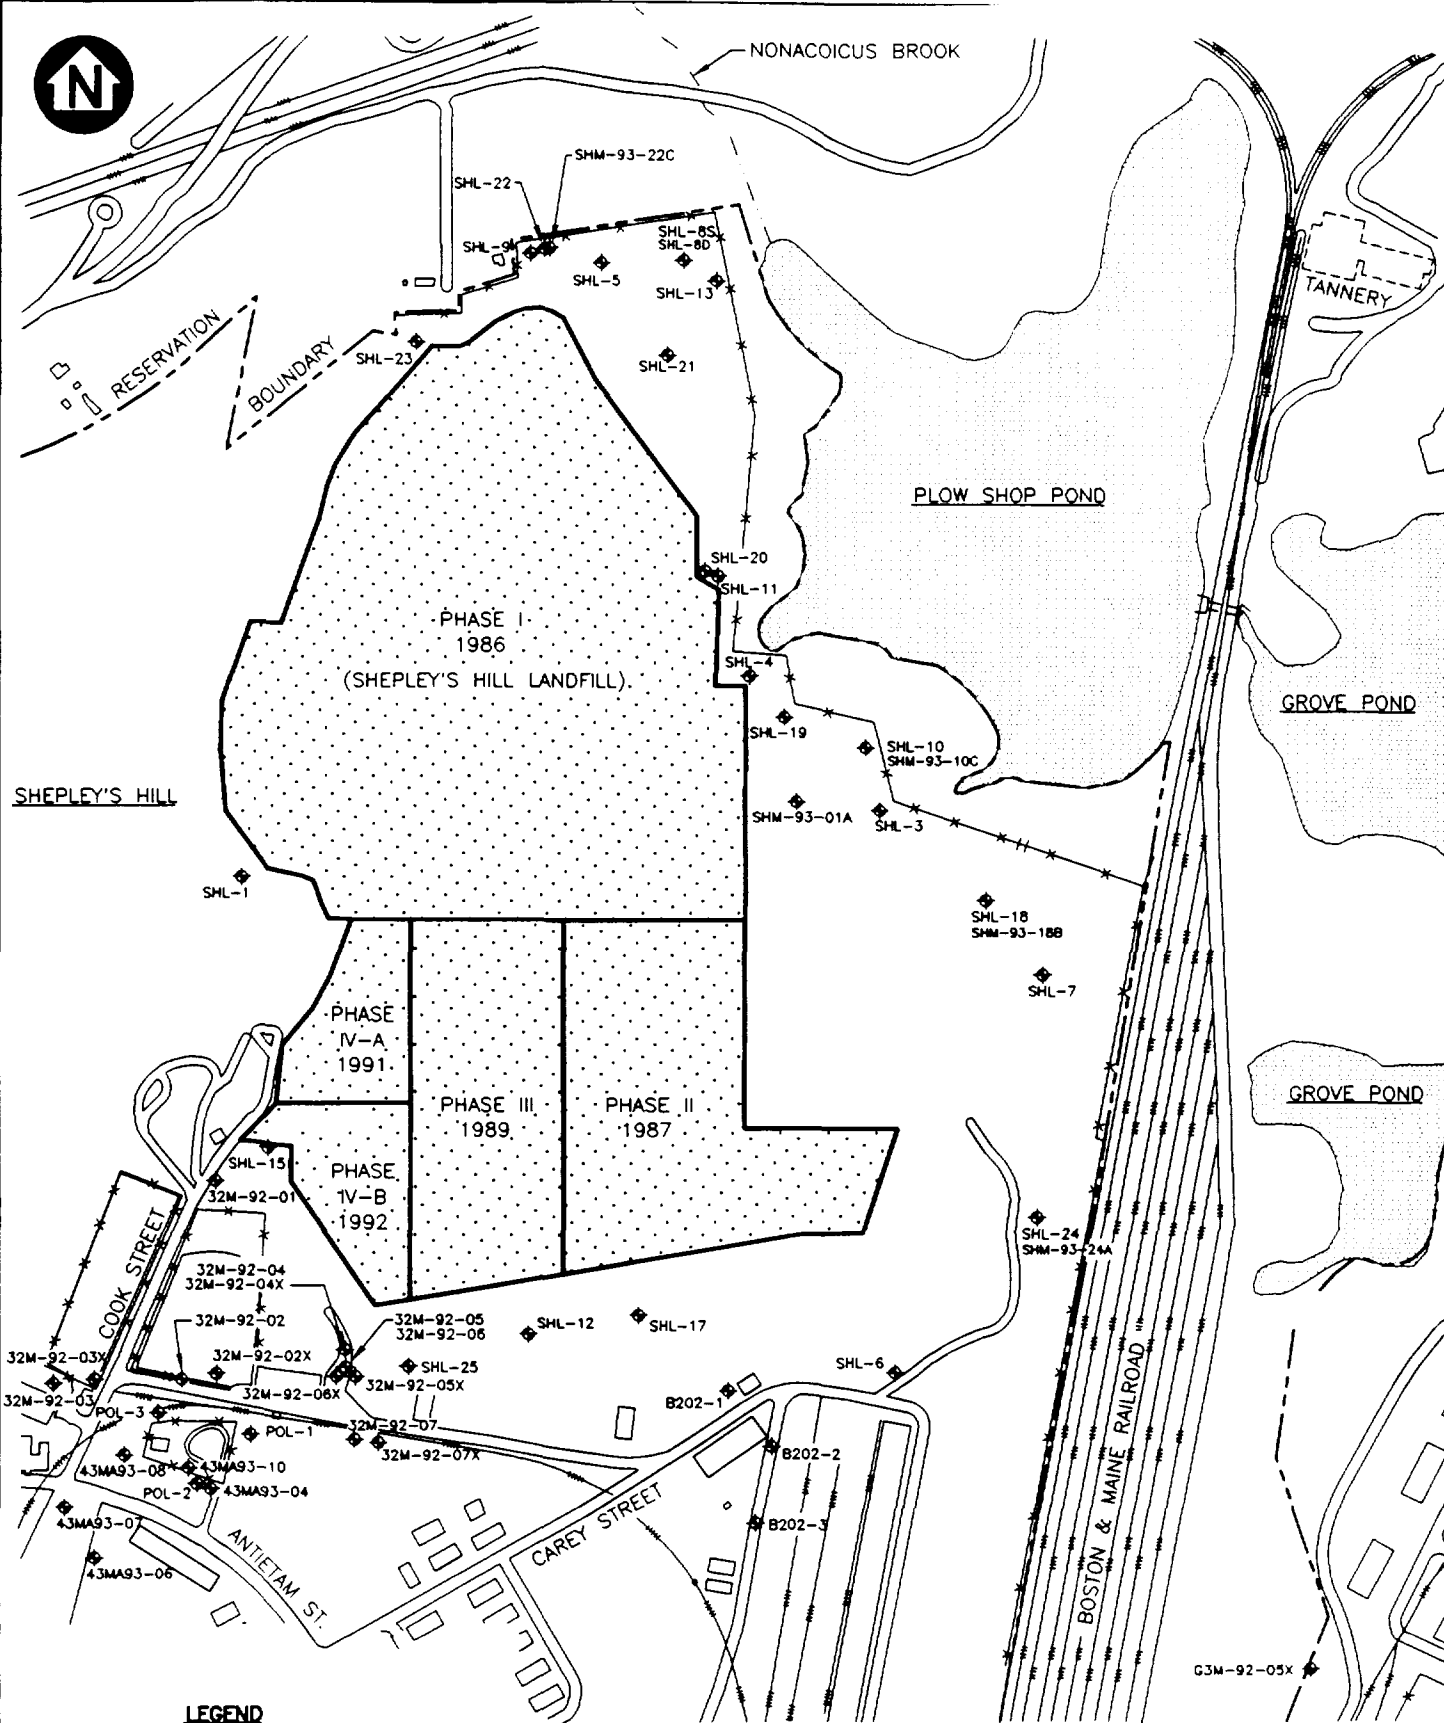 N
NONACOICUS BROOK
SHM-93-22C
SHL-22
SHL-9
SHL-8S
SHL-8D
SHL-5
SHL-13
TANNERY
RESERVATION
BOUNDARY
SHL-23
SHL-21
PLOW SHOP POND
SHL-20
SHL-11
PHASE I
1986
(SHEPLEY'S HILL LANDFILL)
SHL-4
SHL-19
SHL-10
SHM-93-10C
GROVE POND
SHEPLEY'S HILL
SHM-93-01A
SHL-3
SHL-1
SHL-18
SHM-93-18B
SHL-7
PHASE
IV-A
1991
PHASE III
1989
PHASE II
1987
GROVE POND
SHL-15
32M-92-01
PHASE
IV-B
1992
COOK STREET
SHL-24
SHM-93-24A
32M-92-04
32M-92-04X
32M-92-02
32M-92-05
32M-92-06
SHL-12
SHL-17
32M-92-03X
32M-92-02X
SHL-25
SHL-6
32M-92-03
32M-92-06X
32M-92-05X
B202-1
POL-3
POL-1
32M-92-07
32M-92-07X
B202-2
43MA93-08
43MA93-10
POL-2
43MA93-04
43MA93-07
B202-3
43MA93-06
ANTIETAM ST.
CAREY STREET
BOSTON & MAINE RAILROAD
G3M-92-05X
LEGEND